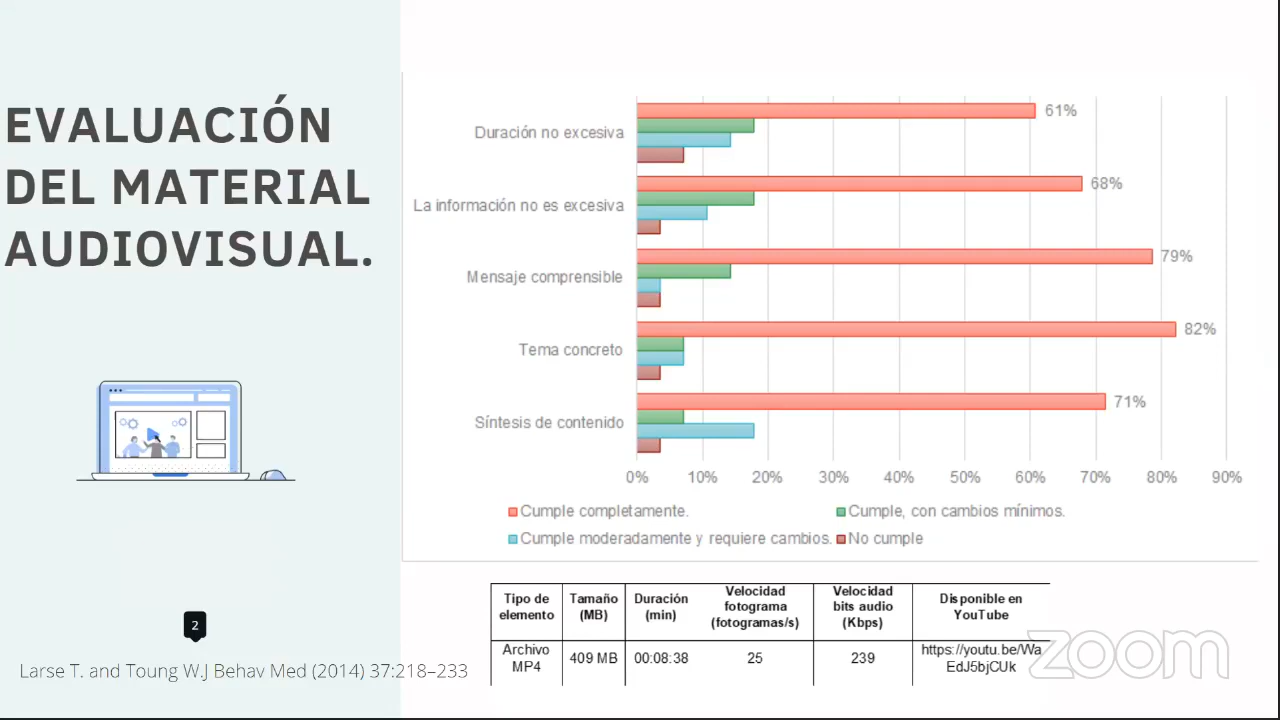 EVALUACIÓN
DEL MATERIAL
AUDIOVISUAL.
2
Larse T. and Toung W.J Behav Med (2014) 37:218–233
Duración no excesiva
61%
La información no es excesiva
68%
Mensaje comprensible
79%
Tema concreto
82%
Síntesis de contenido
71%
0% 10% 20% 30% 40% 50% 60% 70% 80% 90%
Cumple completamente. Cumple, con cambios mínimos.
Cumple moderadamente y requiere cambios. No cumple
Tipo de elemento Tamaño (MB) Duración (min) Velocidad fotograma (fotogramas/s) Velocidad bits audio (Kbps) Disponible en YouTube
Archivo MP4 409 MB 00:08:38 25 239 https://youtu.be/Wa EdJ5bjCUk
zoom